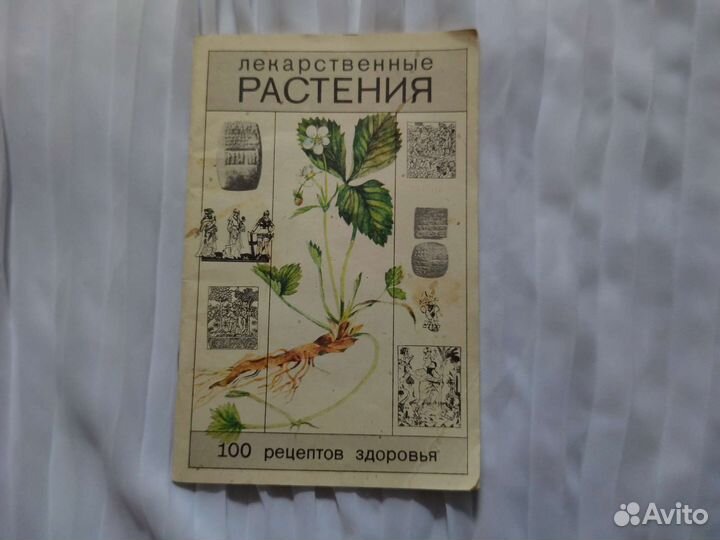 лекарственные
РАСТЕНИЯ
100 рецептов здоровья
Avito